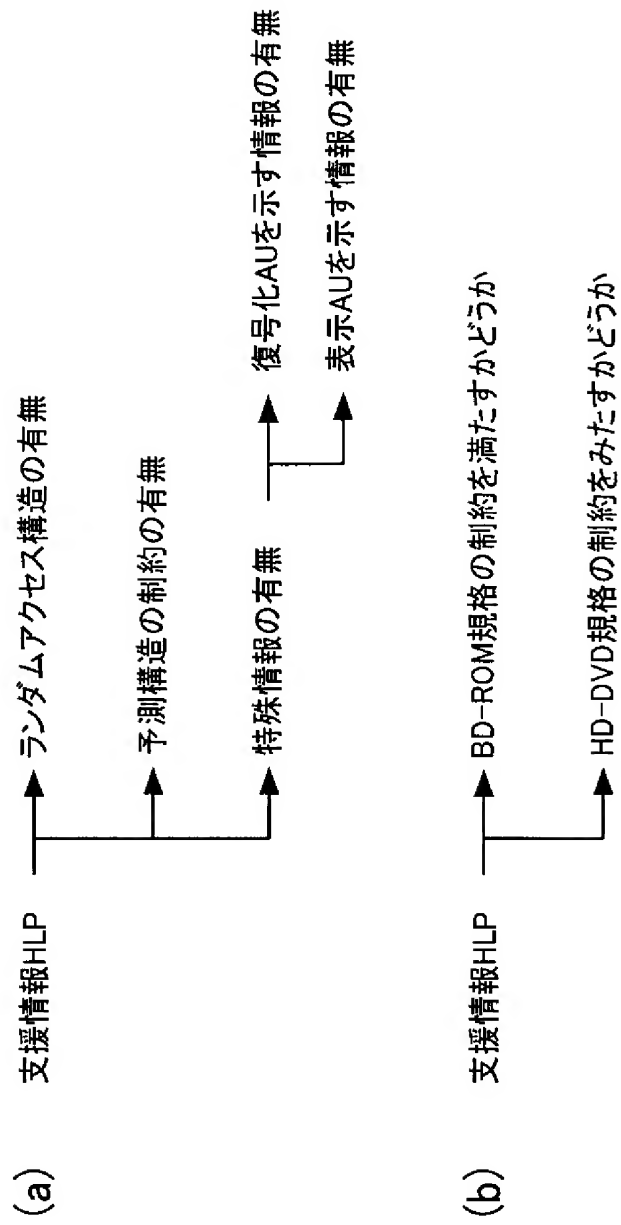 (a)
支援情報HLP
ランダムアクセス構造の有無
予測構造の制約の有無
特殊情報の有無
復号化AUを示す情報の有無
表示AUを示す情報の有無
(b)
支援情報HLP
BD-ROM規格の制約を満たすかどうか
HD-DVD規格の制約をみたすかどうか